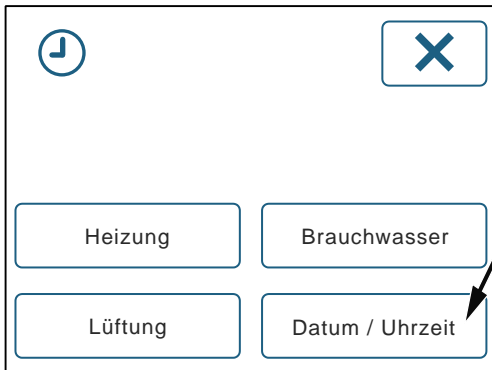 Heizung
Brauchwasser
Lüftung
Datum / Uhrzeit